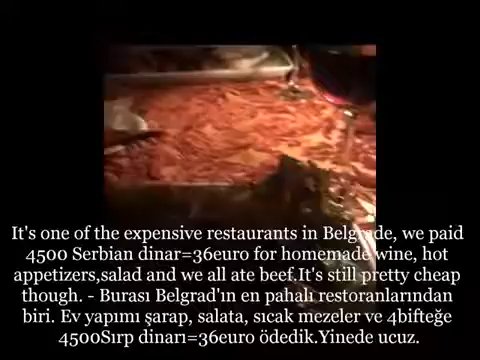 It's one of the expensive restaurants in Belgrade, we paid
4500 Serbian dinar=36euro for homemade wine, hot
appetizers,salad and we all ate beef.It's still pretty cheap
though. - Burası Belgrad'ın en pahalı restoranlarından
biri. Ev yapımı şarap, salata, sıcak mezeler ve 4bifteğe
4500Sırp dinarı=36euro ödedik.Yinede ucuz.